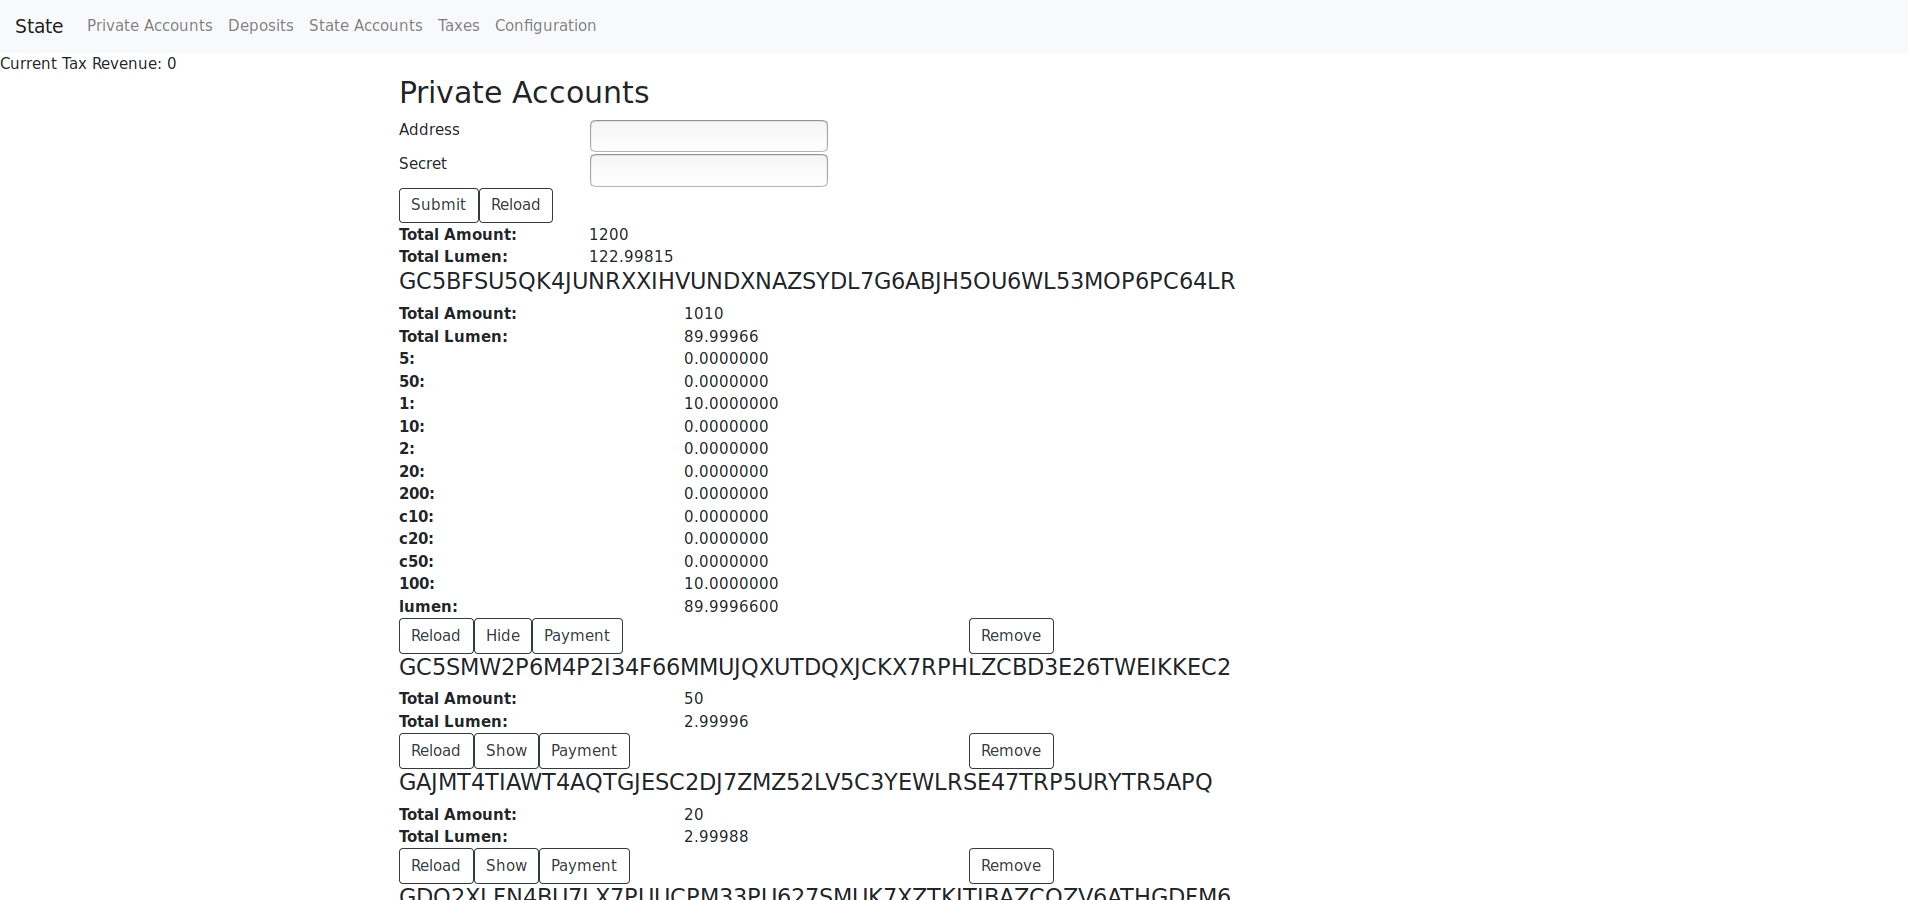 State Private Accounts Deposits State Accounts Taxes Configuration
Current Tax Revenue: 0
Private Accounts
Address
Secret
Submit Reload
Total Amount: 1200
Total Lumen: 122.99815
GC5BFSU5QK4JUNRXXIHVUNDXNAZSYDL7G6ABJH5OU6WL53MOP6PC64LR
Total Amount: 1010
Total Lumen: 89.99966
5: 0.0000000
50: 0.0000000
1: 10.0000000
10: 0.0000000
2: 0.0000000
20: 0.0000000
200: 0.0000000
c10: 0.0000000
c20: 0.0000000
c50: 0.0000000
100: 10.0000000
lumen: 89.9996600
Reload Hide Payment Remove
GC5SMW2P6M4P2I34F66MMUJQXUTDQXJCKX7RPHLZCBD3E26TWEIKKEC2
Total Amount: 50
Total Lumen: 2.99996
Reload Show Payment Remove
GAJMT4TIAWT4AQTGJESC2DJ7ZMZ52LV5C3YEWLRSE47TRP5URYTR5APQ
Total Amount: 20
Total Lumen: 2.99988
Reload Show Payment Remove